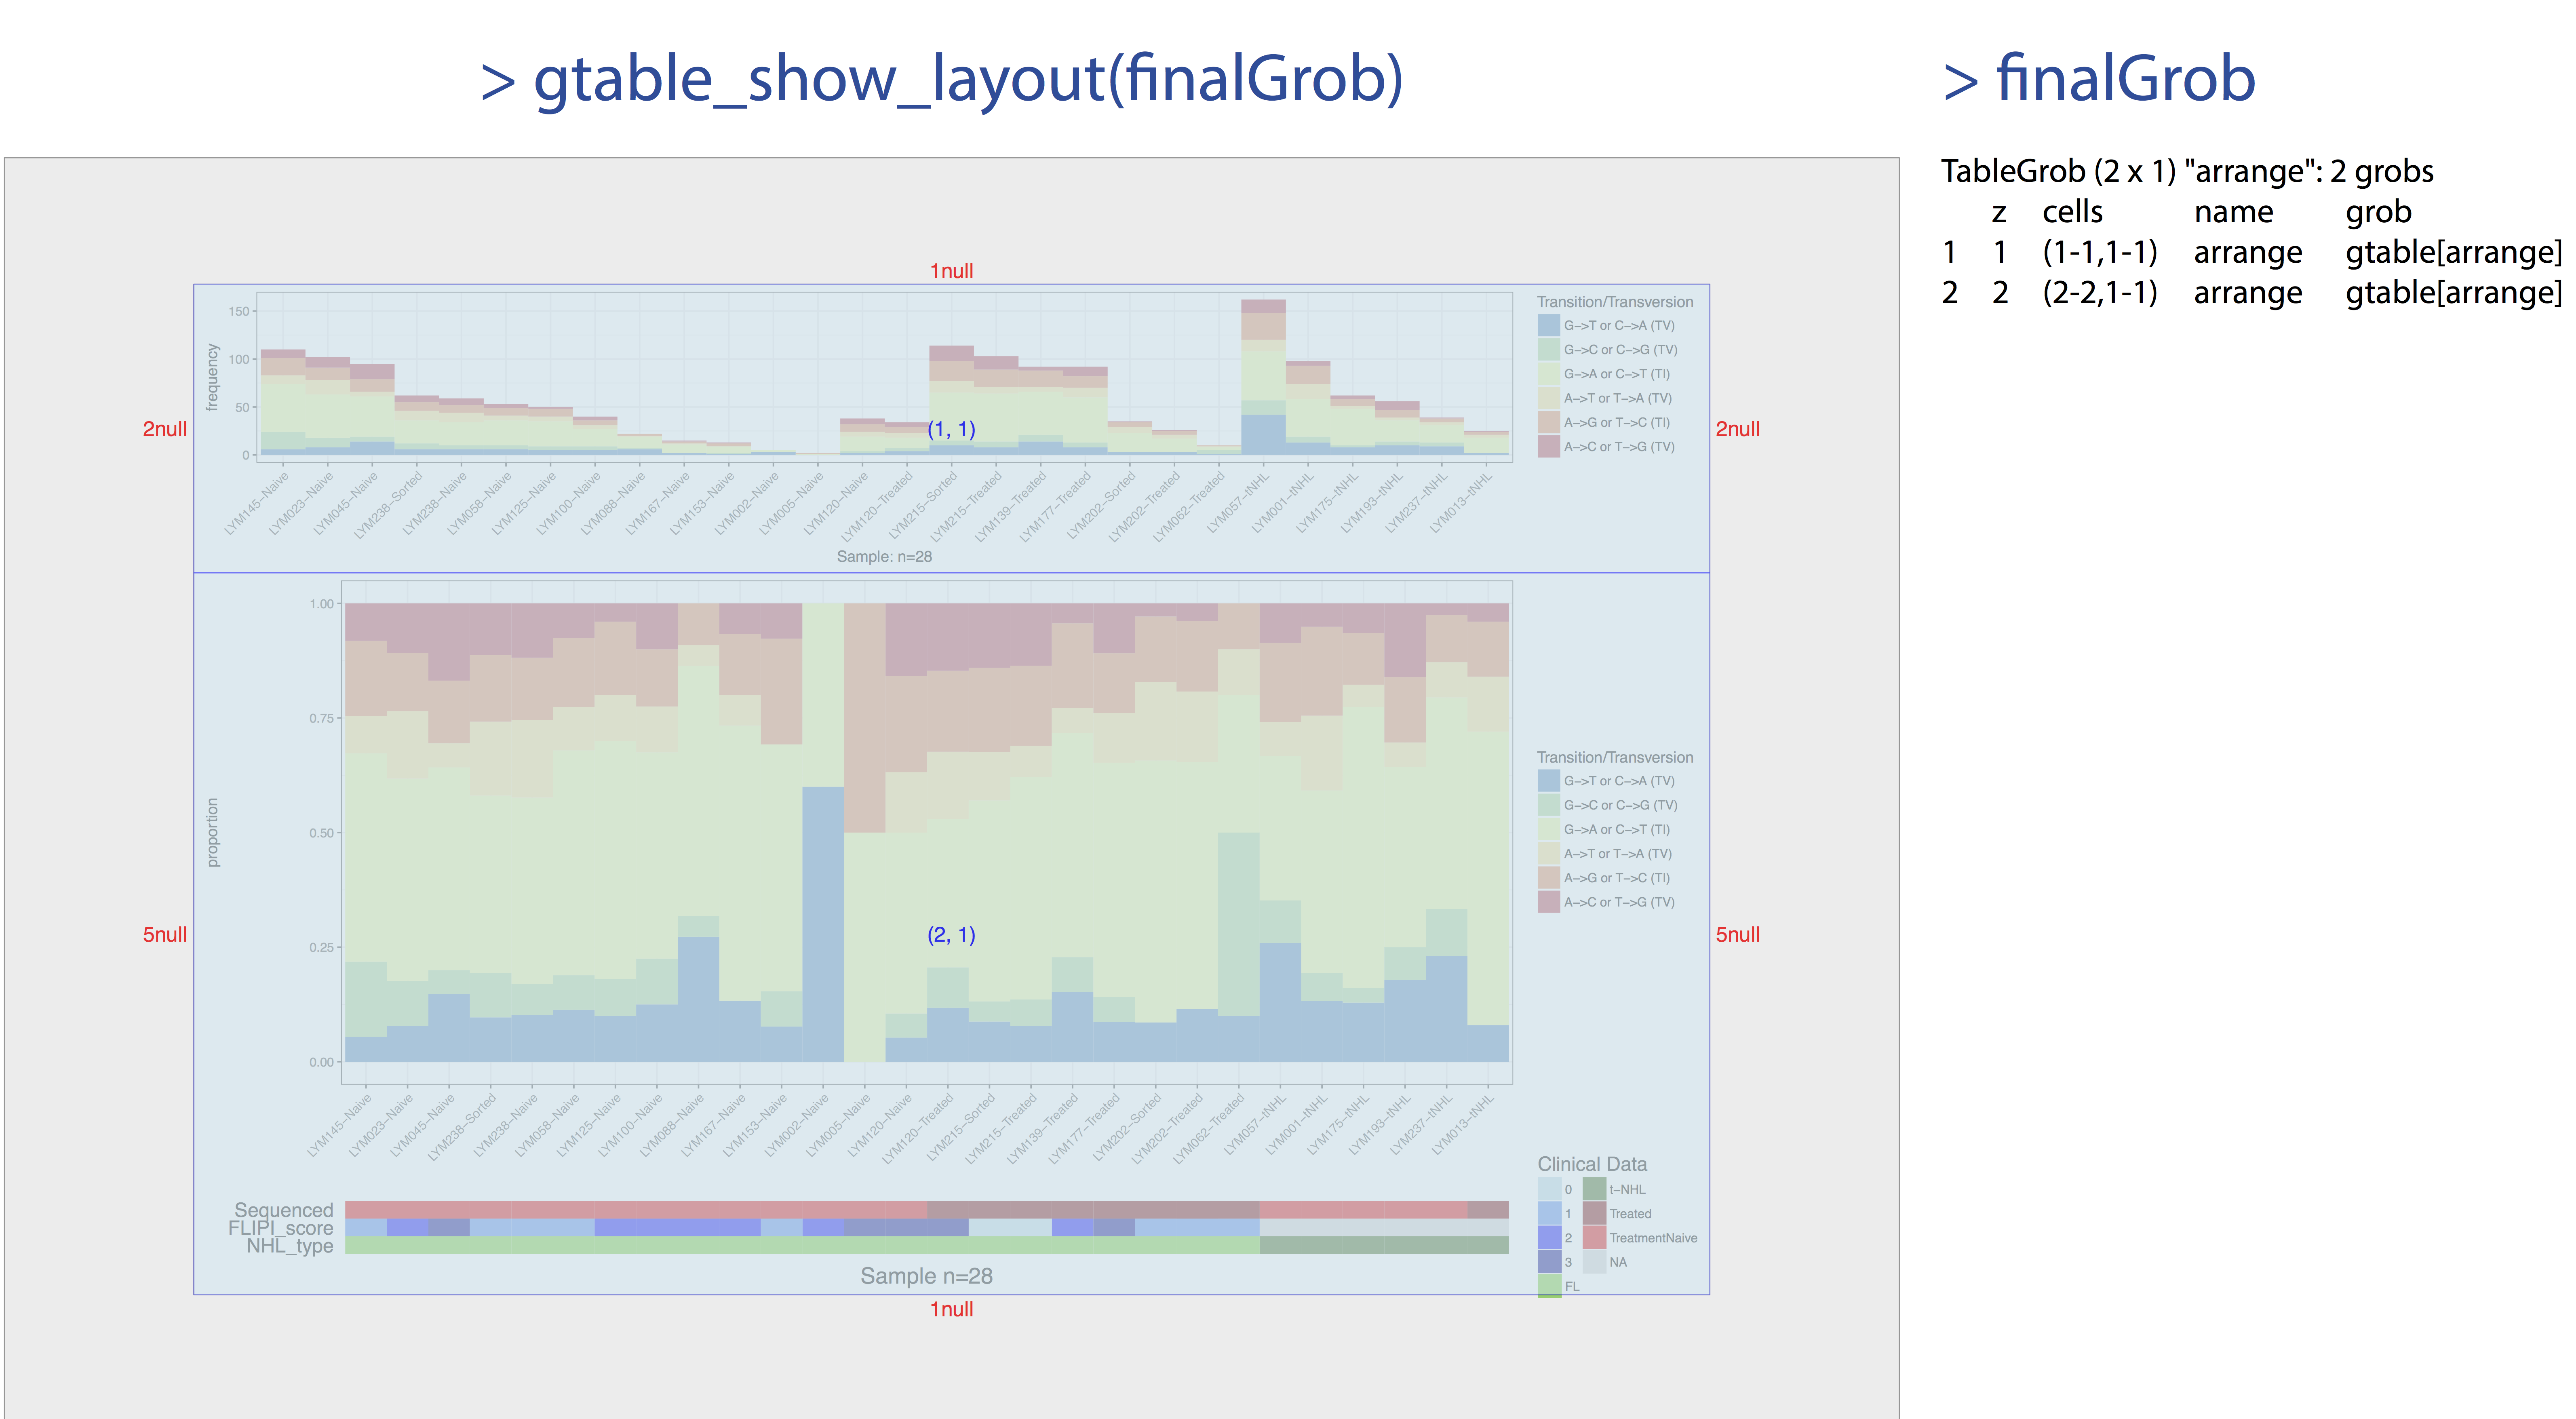 > gtable_show_layout(finalGrob)
> finalGrob
TableGrob (2 x 1) "arrange": 2 grobs
z cells name grob
1 1 (1-1,1-1) arrange gtable[arrange]
2 2 (2-2,1-1) arrange gtable[arrange]
1null
2null
2null
frequency
150
100
50
0
(1, 1)
Transition/Transversion
G->T or C->A (TV)
G->C or C->G (TV)
G->A or C->T (TI)
A->T or T->A (TV)
A->G or T->C (TI)
A->C or T->G (TV)
LYM145-Naive
LYM023-Naive
LYM045-Naive
LYM238-Sorted
LYM238-Naive
LYM058-Naive
LYM125-Naive
LYM100-Naive
LYM088-Naive
LYM167-Naive
LYM153-Naive
LYM002-Naive
LYM005-Naive
LYM120-Naive
LYM120-Treated
LYM215-Sorted
LYM215-Treated
LYM139-Treated
LYM177-Treated
LYM202-Sorted
LYM202-Treated
LYM062-Treated
LYM057-tNHL
LYM001-tNHL
LYM175-tNHL
LYM193-tNHL
LYM237-tNHL
LYM013-tNHL
Sample: n=28
5null
5null
proportion
1.00
0.75
0.50
0.25
0.00
(2, 1)
Transition/Transversion
G->T or C->A (TV)
G->C or C->G (TV)
G->A or C->T (TI)
A->T or T->A (TV)
A->G or T->C (TI)
A->C or T->G (TV)
LYM145-Naive
LYM023-Naive
LYM045-Naive
LYM238-Sorted
LYM238-Naive
LYM058-Naive
LYM125-Naive
LYM100-Naive
LYM088-Naive
LYM167-Naive
LYM153-Naive
LYM002-Naive
LYM005-Naive
LYM120-Naive
LYM120-Treated
LYM215-Sorted
LYM215-Treated
LYM139-Treated
LYM177-Treated
LYM202-Sorted
LYM202-Treated
LYM062-Treated
LYM057-tNHL
LYM001-tNHL
LYM175-tNHL
LYM193-tNHL
LYM237-tNHL
LYM013-tNHL
Sequenced
FLIPI_score
NHL_type
Sample n=28
Clinical Data
0 t-NHL
1 Treated
2 TreatmentNaive
3 NA
FL
1null